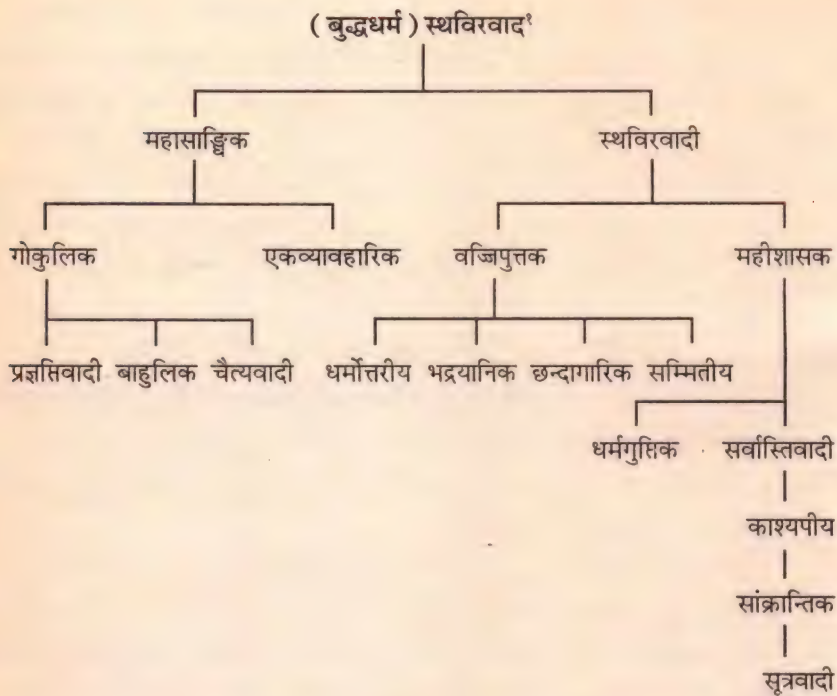 ( बुद्धधर्म ) स्थविरवाद१
महासाङ्घिक स्थविरवादी
गोकुलिक एकव्यावहारिक वज्जिपुत्तक महीशासक
प्रज्ञप्तिवादी बाहुलिक चैत्यवादी धर्मोत्तरीय भद्रयानिक छन्दागारिक सम्मितीय
धर्मगुप्तिक सर्वास्तिवादी
काश्यपीय
सांक्रान्तिक
सूत्रवादी